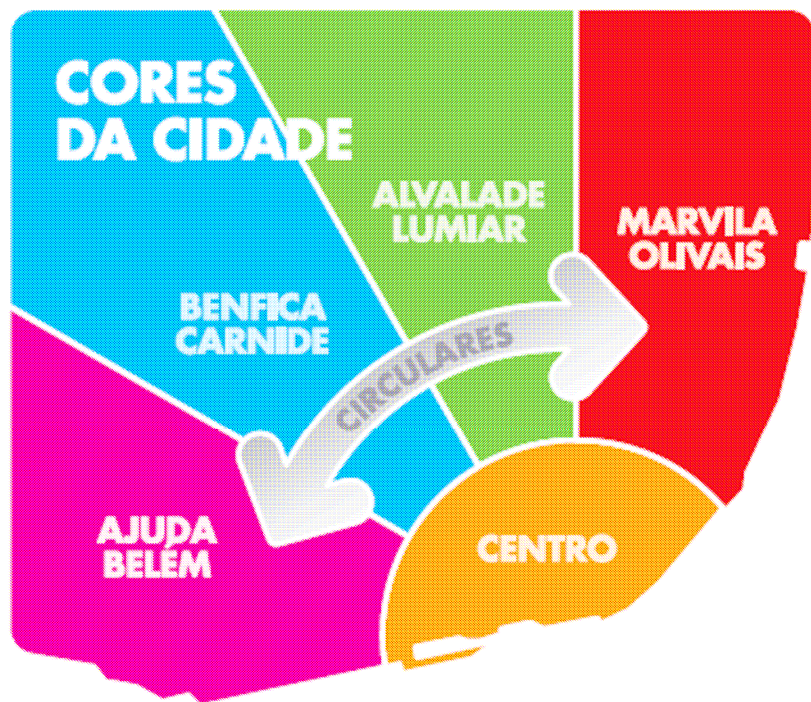 CORES
DA CIDADE
ALVALADE
LUMIAR
MARVILA
OLIVAIS
BENFICA
CARNIDE
CIRCULARES
AJUDA
BELÉM
CENTRO